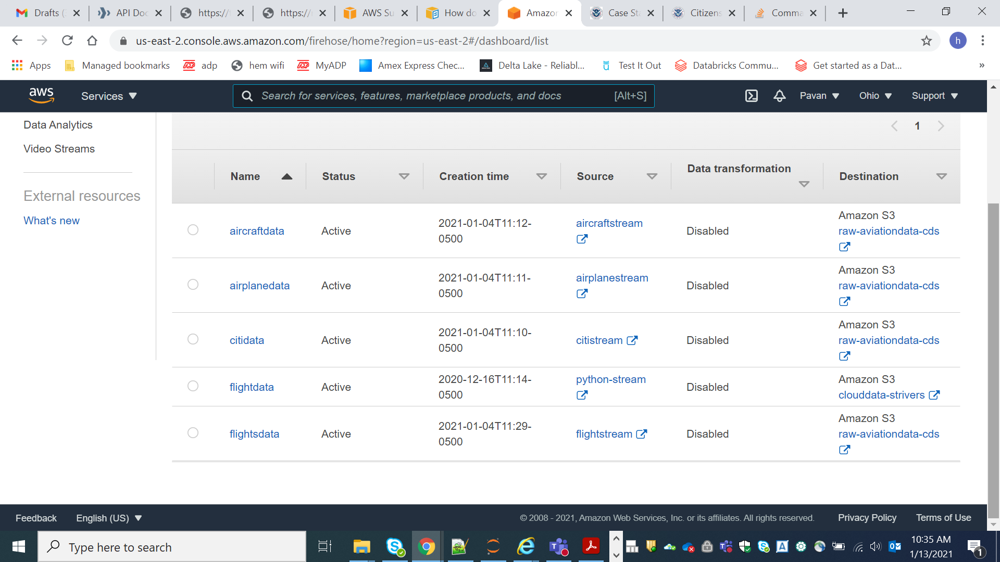 Drafts (
API Doc
https://
https://
AWS Su
How do
Amazon
Case Sta
Citizens
Comma
us-east-2.console.aws.amazon.com/firehose/home?region=us-east-2#/dashboard/list
h
Apps
Managed bookmarks
adp
hem wifi
MyADP
Amex Express Chec...
Delta Lake - Reliabl...
Test It Out
Databricks Commu...
Get started as a Dat...
»
aws
Services
Search for services, features, marketplace products, and docs
[Alt+S]
Pavan
Ohio
Support
Data Analytics
Video Streams
External resources
What's new
1
Name
Status
Creation time
Source
Data transformation
Destination
aircraftdata
Active
2021-01-04T11:12-
0500
aircraftstream
Disabled
Amazon S3
raw-aviationdata-cds
airplanedata
Active
2021-01-04T11:11-
0500
airplanestream
Disabled
Amazon S3
raw-aviationdata-cds
citidata
Active
2021-01-04T11:10-
0500
citistream
Disabled
Amazon S3
raw-aviationdata-cds
flightdata
Active
2020-12-16T11:14-
0500
python-stream
Disabled
Amazon S3
clouddata-strivers
flightsdata
Active
2021-01-04T11:29-
0500
flightstream
Disabled
Amazon S3
raw-aviationdata-cds
Feedback
English (US)
© 2008 - 2021, Amazon Web Services, Inc. or its affiliates. All rights reserved.
Privacy Policy
Terms of Use
Type here to search
10:35 AM
1/13/2021
1